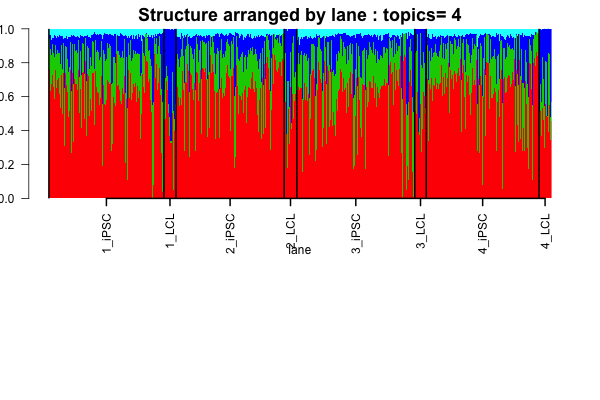 Structure arranged by lane : topics= 4
1.0
0.8
0.6
0.4
0.2
0.0
1_iPSC
1_LCL
2_iPSC
2_LCL
3_iPSC
3_LCL
4_iPSC
4_LCL
lane